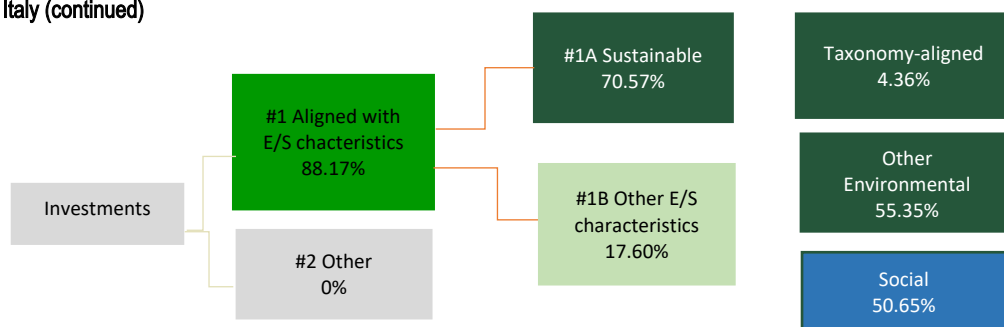 Italy (continued)
#1A Sustainable
70.57%
Taxonomy-aligned
4.36%
#1 Aligned with
E/S chacteristics
88.17%
Other
Environmental
55.35%
Investments
#1B Other E/S
characteristics
17.60%
#2 Other
0%
Social
50.65%